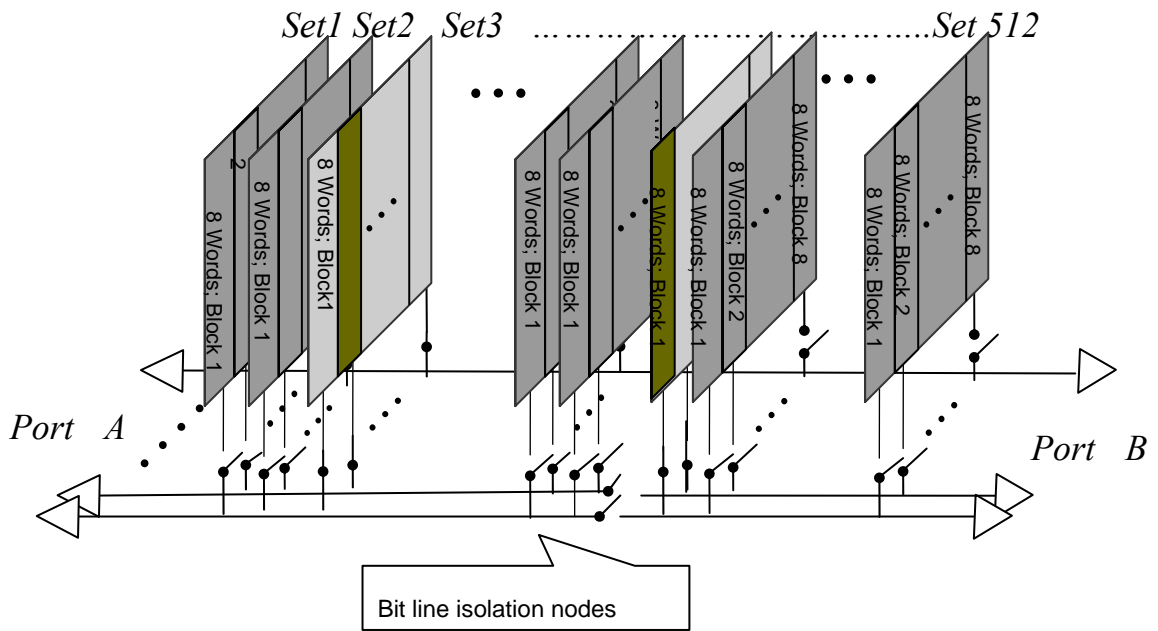 Set1 Set2 Set3 ……………………………..Set 512
2
8 Words; Block 1
8 Words; Block 1
8 Words; Block1
8 Words; Block 1
8 Words; Block 1
8 W
8 Words; Block 1
8 Words; Block 1
8 Words; Block 2
8 Words; Block 8
8 Words; Block 1
8 Words; Block 2
8 Words; Block 8
Port A
Port B
Bit line isolation nodes